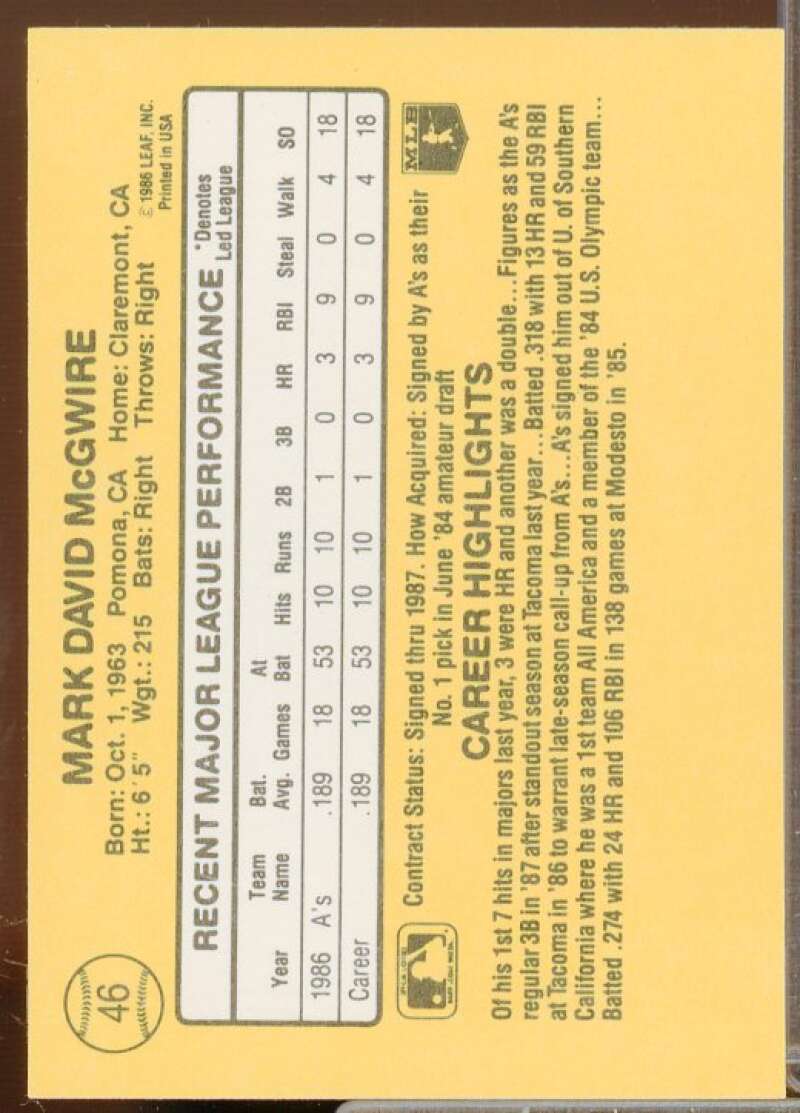 46
MARK DAVID McGWIRE
Born: Oct. 1, 1963 Pomona, CA Home: Claremont, CA
Ht.: 6'5" Wgt.: 215 Bats: Right Throws: Right
© 1986 LEAF, INC.
Printed in USA
RECENT MAJOR LEAGUE PERFORMANCE
*Denotes
Led League
Year Team Name Bat. Avg. Games At Bat Hits Runs 2B 3B HR RBI Steal Walk SO
1986 A's .189 18 53 10 10 1 0 3 9 0 4 18
Career .189 18 53 10 10 1 0 3 9 0 4 18
MLB
Contract Status: Signed thru 1987. How Acquired: Signed by A's as their
No. 1 pick in June '84 amateur draft
CAREER HIGHLIGHTS
Of his 1st 7 hits in majors last year, 3 were HR and another was a double...Figures as the A's
regular 3B in '87 after standout season at Tacoma last year...Batted .318 with 13 HR and 59 RBI
at Tacoma in '86 to warrant late-season call-up from A's...A's signed him out of U. of Southern
California where he was a 1st team All America and a member of the '84 U.S. Olympic team...
Batted .274 with 24 HR and 106 RBI in 138 games at Modesto in '85.